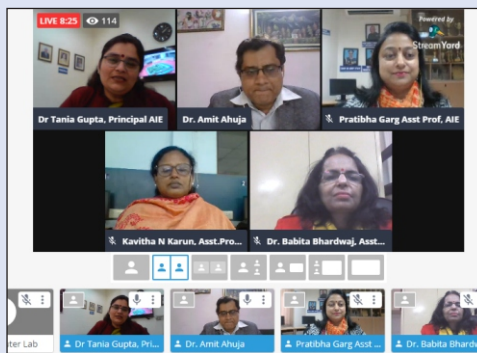 LIVE 8:25 114
Powered by
StreamYard
Dr Tania Gupta, Principal AIE
Dr. Amit Ahuja
Pratibha Garg Asst Prof, AIE
Kavitha N Karun, Asst.Pro...
Dr. Babita Bhardwaj, Asst...
ter Lab
Dr Tania Gupta, Pri...
Dr. Amit Ahuja
Pratibha Garg Asst ...
Dr. Babita Bhardwa